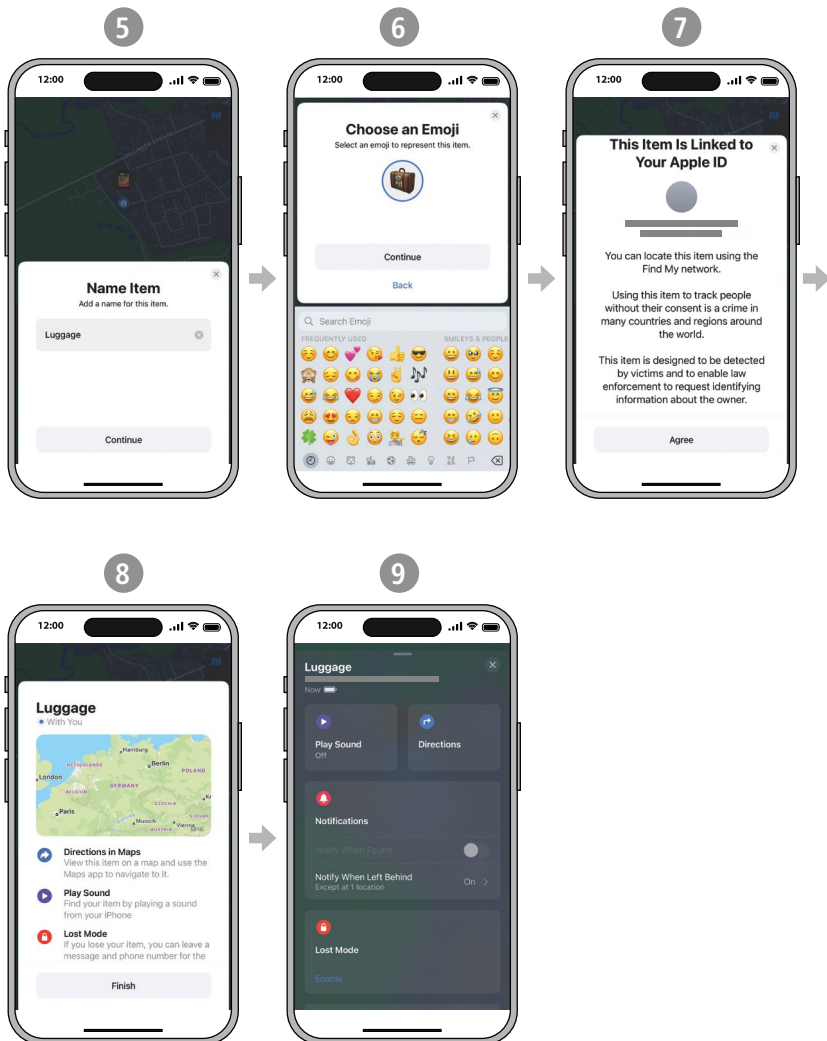 5
6
7
12:00
Name Item
Add a name for this item.
Luggage
Continue
12:00
Choose an Emoji
Select an emoji to represent this item.
Continue
Back
Search Emoji
FREQUENTLY USED
SMILEYS & PEOPLE
12:00
This Item Is Linked to
Your Apple ID
You can locate this item using the
Find My network.
Using this item to track people
without their consent is a crime in
many countries and regions around
the world.
This item is designed to be detected
by victims and to enable law
enforcement to request identifying
information about the owner.
Agree
8
9
12:00
Luggage
With You
Hamburg
NETHERLANDS
Berlin
POLAND
London
BELGIUM
GERMANY
CZECHIA
Kr
Paris
Munich
Vienna
SLOVAK
AUSTRIA
Directions in Maps
View this item on a map and use the
Maps app to navigate to it.
Play Sound
Find your item by playing a sound
from your iPhone
Lost Mode
If you lose your item, you can leave a
message and phone number for the
Finish
12:00
Luggage
Now
Play Sound
Off
Directions
Notifications
Notify When Found
Notify When Left Behind
Except at 1 location
On
Lost Mode
Enable